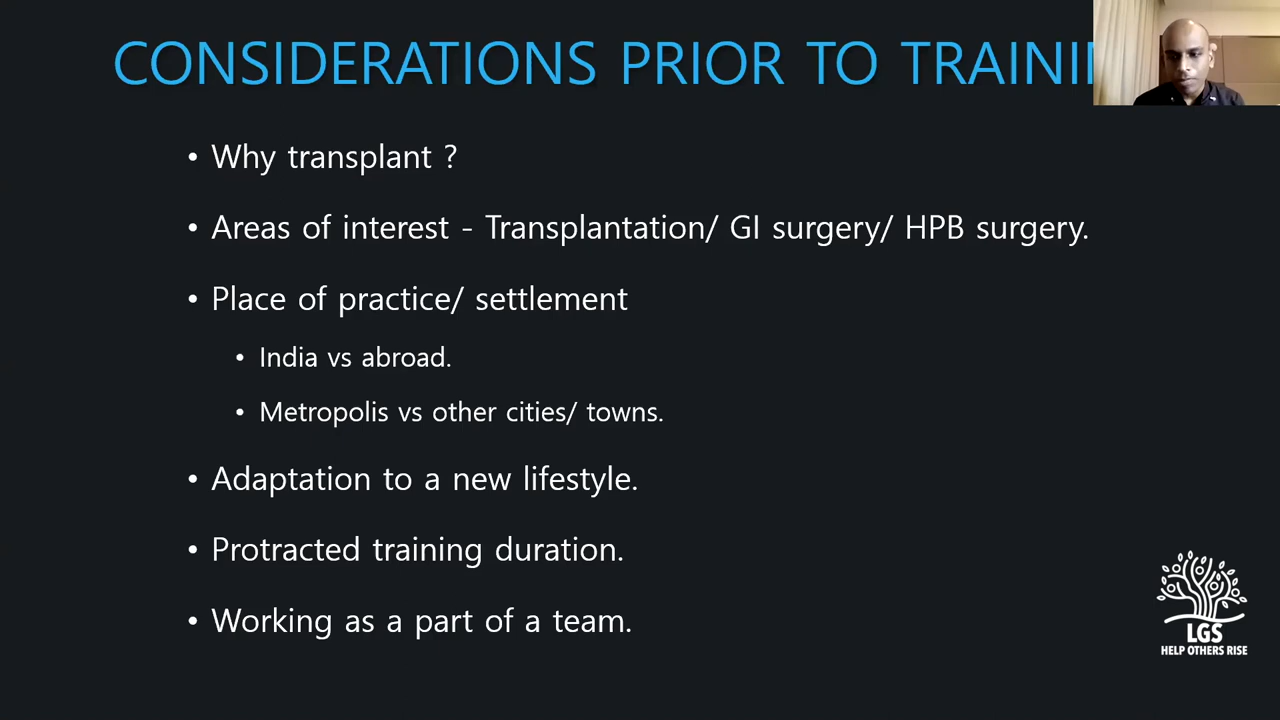 CONSIDERATIONS PRIOR TO
• Why transplant ?
• Areas of interest - Transplantation/ GI surgery/ HPB surgery.
• Place of practice/ settlement
• India vs abroad.
• Metropolis vs other cities/ towns.
• Adaptation to a new lifestyle.
• Protracted training duration.
• Working as a part of a team.
LGS
HELP OTHERS RISE